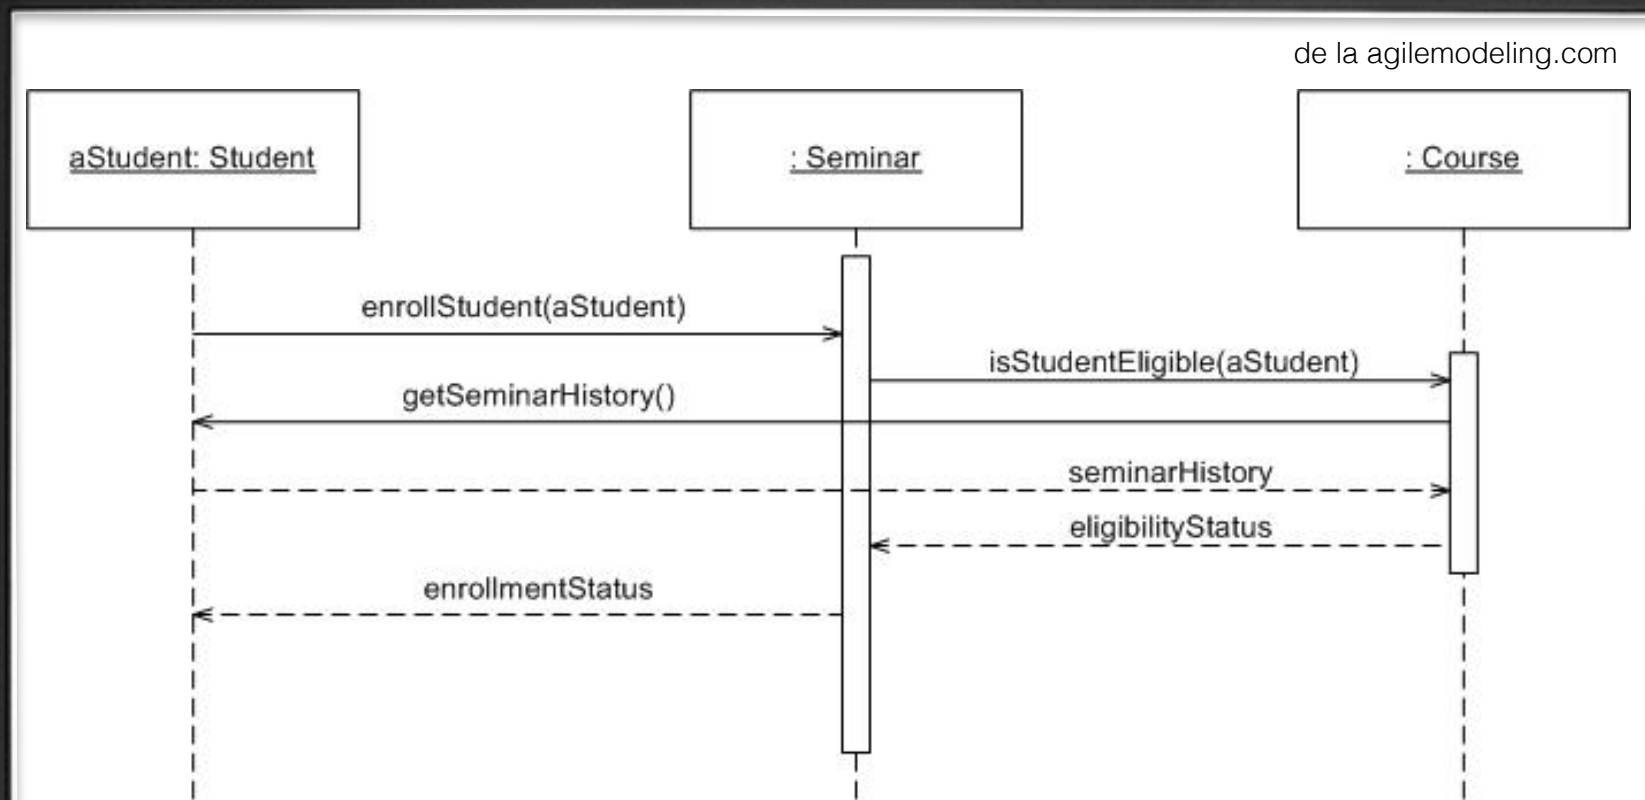 de la agilemodeling.com
aStudent: Student
: Seminar
: Course
enrollStudent(aStudent)
isStudentEligible(aStudent)
getSeminarHistory()
seminarHistory
eligibilityStatus
enrollmentStatus